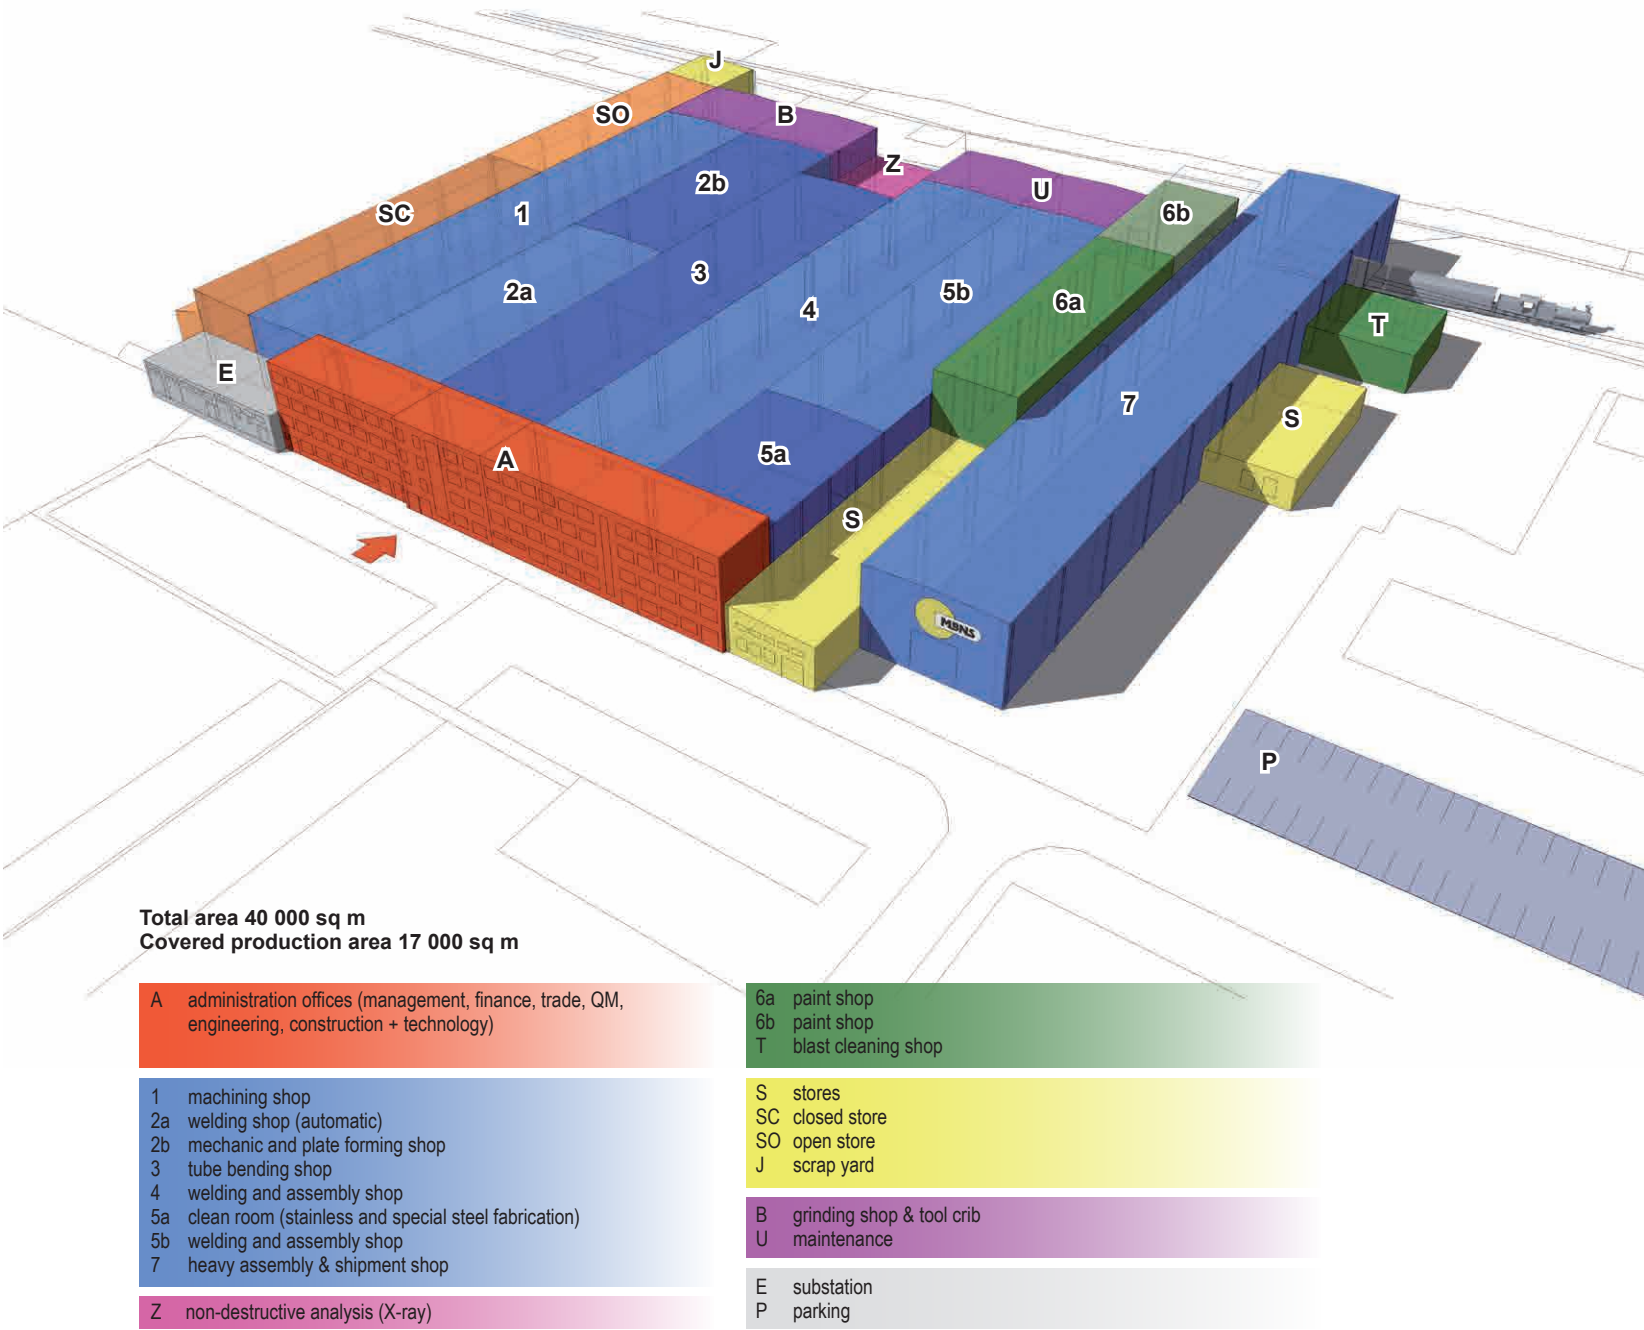 J
SO
B
Z
2b
U
6b
SC
1
3
2a
5b
6a
4
T
E
7
S
A
5a
S
MBNS
P
Total area 40 000 sq m
Covered production area 17 000 sq m
A administration offices (management, finance, trade, QM,
engineering, construction + technology)
1 machining shop
2a welding shop (automatic)
2b mechanic and plate forming shop
3 tube bending shop
4 welding and assembly shop
5a clean room (stainless and special steel fabrication)
5b welding and assembly shop
7 heavy assembly & shipment shop
Z non-destructive analysis (X-ray)
6a paint shop
6b paint shop
T blast cleaning shop
S stores
SC closed store
SO open store
J scrap yard
B grinding shop & tool crib
U maintenance
E substation
P parking